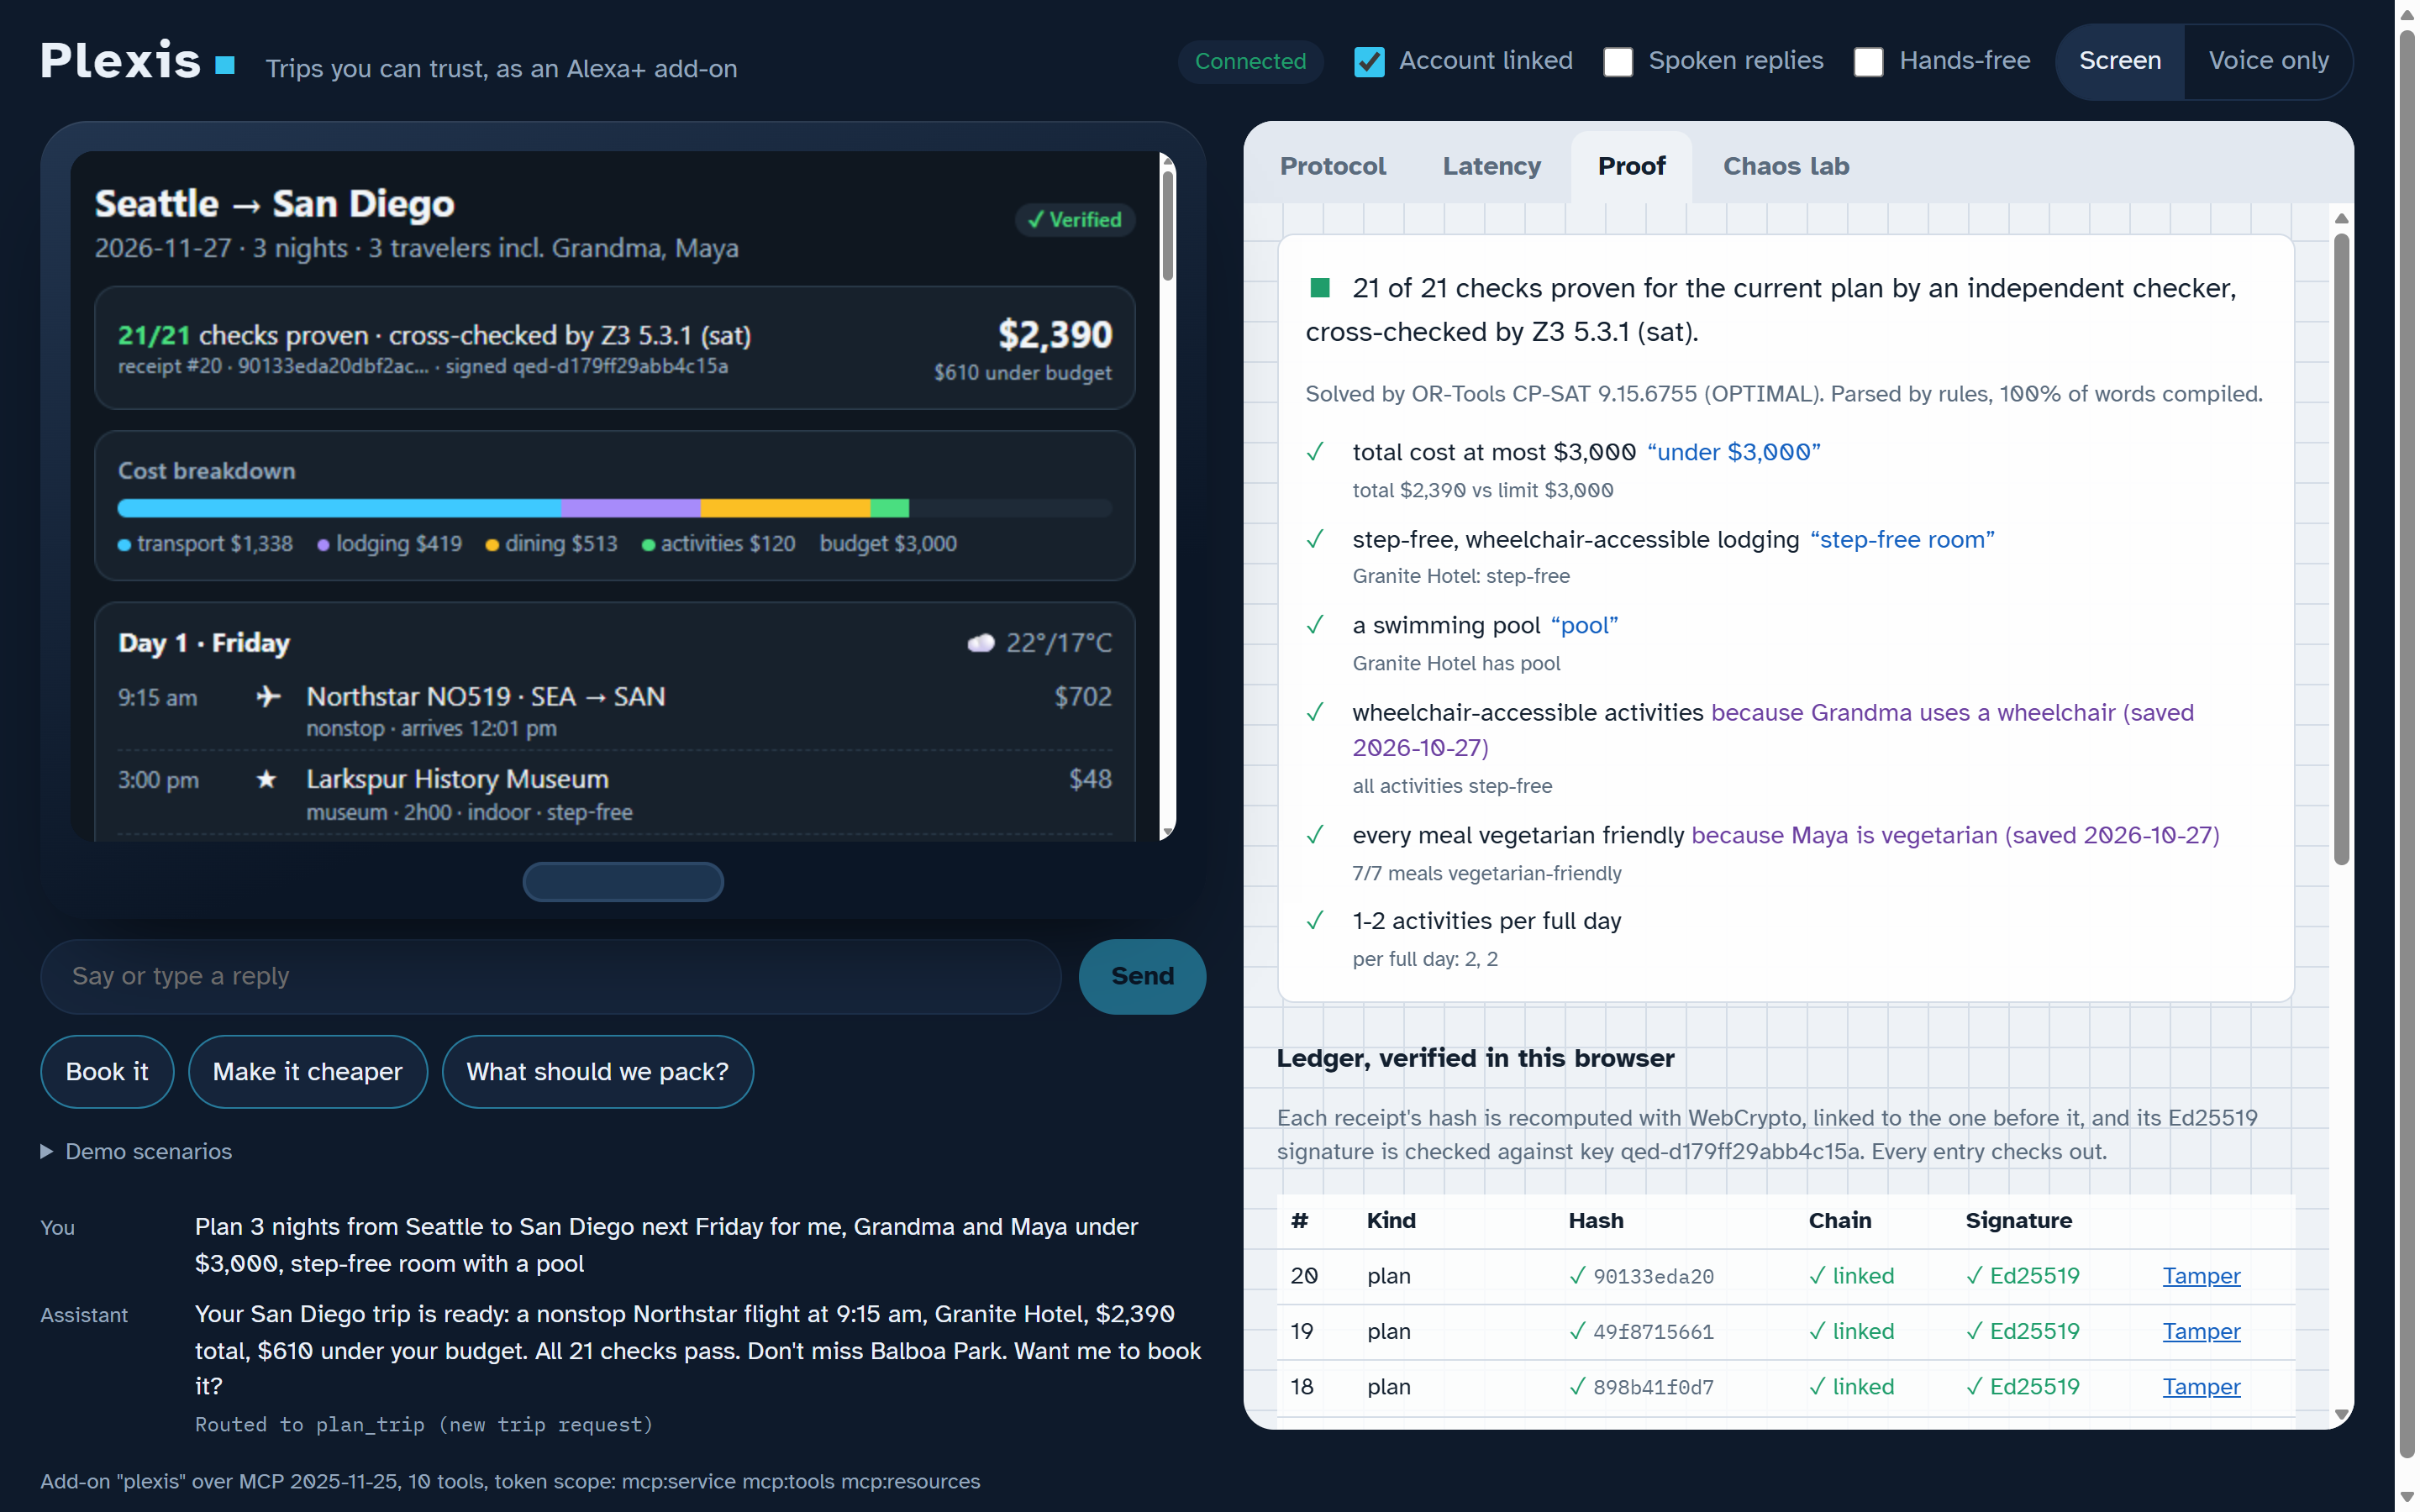 Plexis
Trips you can trust, as an Alexa+ add-on
Connected
Account linked
Spoken replies
Hands-free
Screen
Voice only
Seattle → San Diego
2026-11-27 · 3 nights · 3 travelers incl. Grandma, Maya
✓ Verified
21/21 checks proven · cross-checked by Z3 5.3.1 (sat)
receipt #20 · 90133eda20dbf2ac... · signed qed-d179ff29abb4c15a
$2,390
$610 under budget
Cost breakdown
transport $1,338 lodging $419 dining $513 activities $120 budget $3,000
Day 1 · Friday
22°/17°C
9:15 am
Northstar NO519 · SEA → SAN
$702
nonstop · arrives 12:01 pm
3:00 pm
★ Larkspur History Museum
$48
museum · 2h00 · indoor · step-free
Say or type a reply
Send
Book it
Make it cheaper
What should we pack?
▶ Demo scenarios
You
Plan 3 nights from Seattle to San Diego next Friday for me, Grandma and Maya under
$3,000, step-free room with a pool
Assistant
Your San Diego trip is ready: a nonstop Northstar flight at 9:15 am, Granite Hotel, $2,390
total, $610 under your budget. All 21 checks pass. Don't miss Balboa Park. Want me to book
it?
Routed to plan_trip (new trip request)
Add-on "plexis" over MCP 2025-11-25, 10 tools, token scope: mcp:service mcp:tools mcp:resources
Protocol
Latency
Proof
Chaos lab
21 of 21 checks proven for the current plan by an independent checker,
cross-checked by Z3 5.3.1 (sat).
Solved by OR-Tools CP-SAT 9.15.6755 (OPTIMAL). Parsed by rules, 100% of words compiled.
✓ total cost at most $3,000 “under $3,000”
total $2,390 vs limit $3,000
✓ step-free, wheelchair-accessible lodging “step-free room”
Granite Hotel: step-free
✓ a swimming pool “pool”
Granite Hotel has pool
✓ wheelchair-accessible activities because Grandma uses a wheelchair (saved
2026-10-27)
all activities step-free
✓ every meal vegetarian friendly because Maya is vegetarian (saved 2026-10-27)
7/7 meals vegetarian-friendly
✓ 1-2 activities per full day
per full day: 2, 2
Ledger, verified in this browser
Each receipt's hash is recomputed with WebCrypto, linked to the one before it, and its Ed25519
signature is checked against key qed-d179ff29abb4c15a. Every entry checks out.
# Kind Hash Chain Signature
20 plan ✓ 90133eda20 ✓ linked ✓ Ed25519 Tamper
19 plan ✓ 49f8715661 ✓ linked ✓ Ed25519 Tamper
18 plan ✓ 898b41f0d7 ✓ linked ✓ Ed25519 Tamper